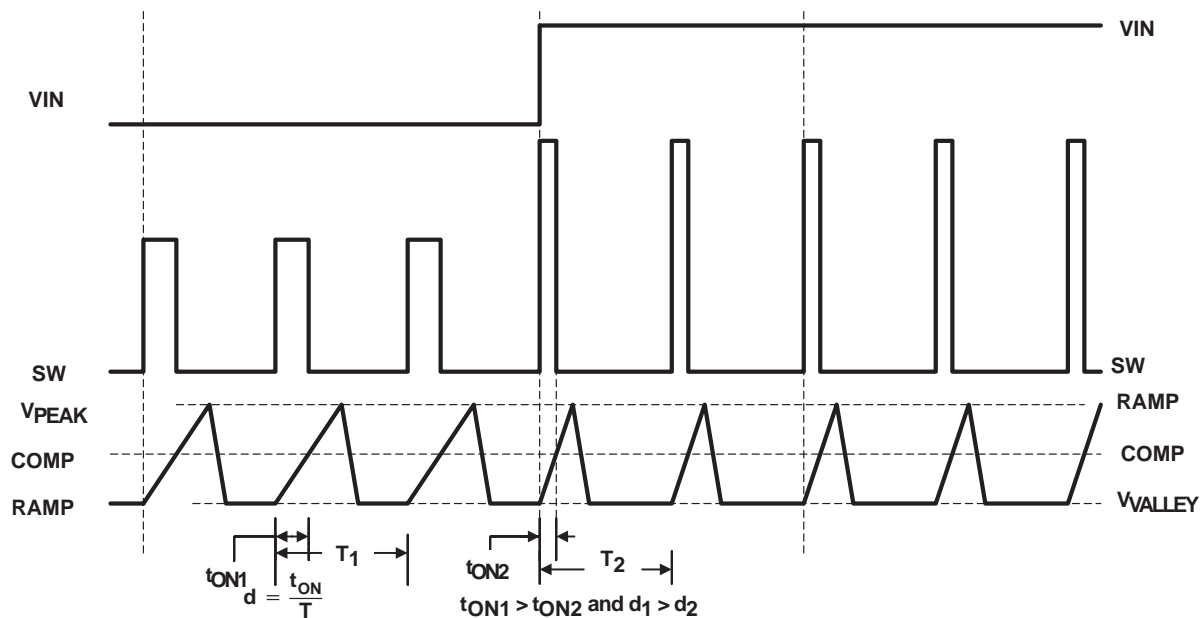 VIN
VIN
SW
SW
VPEAK
RAMP
COMP
COMP
RAMP
VVALLEY
tON1
T1
tON2
T2
d = tON/T
tON1 > tON2 and d1 > d2